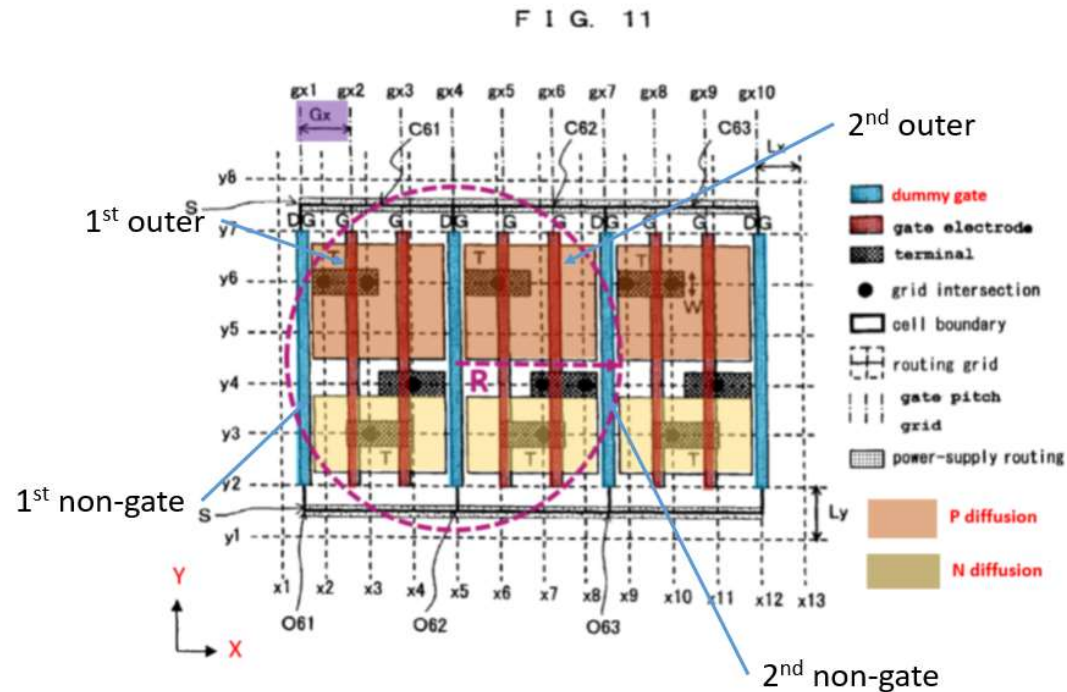 F I G. 11
gx1 gx2 gx3 gx4 gx5 gx6 gx7 gx8 gx9 gx10
Gx
C61 C62 C63
2nd outer
Lx
y8
S
1st outer
DG G G DG G G DG G G DG
y7
T T T
y6
W
y5
R
y4
y3
T T T
1st non-gate
y2
S
y1
Ly
x1 x2 x3 x4 x5 x6 x7 x8 x9 x10 x11 x12 x13
O61 O62 O63
Y
X
2nd non-gate
dummy gate
gate electrode
terminal
grid intersection
cell boundary
T
routing grid
gate pitch
grid
power-supply routing
P diffusion
N diffusion